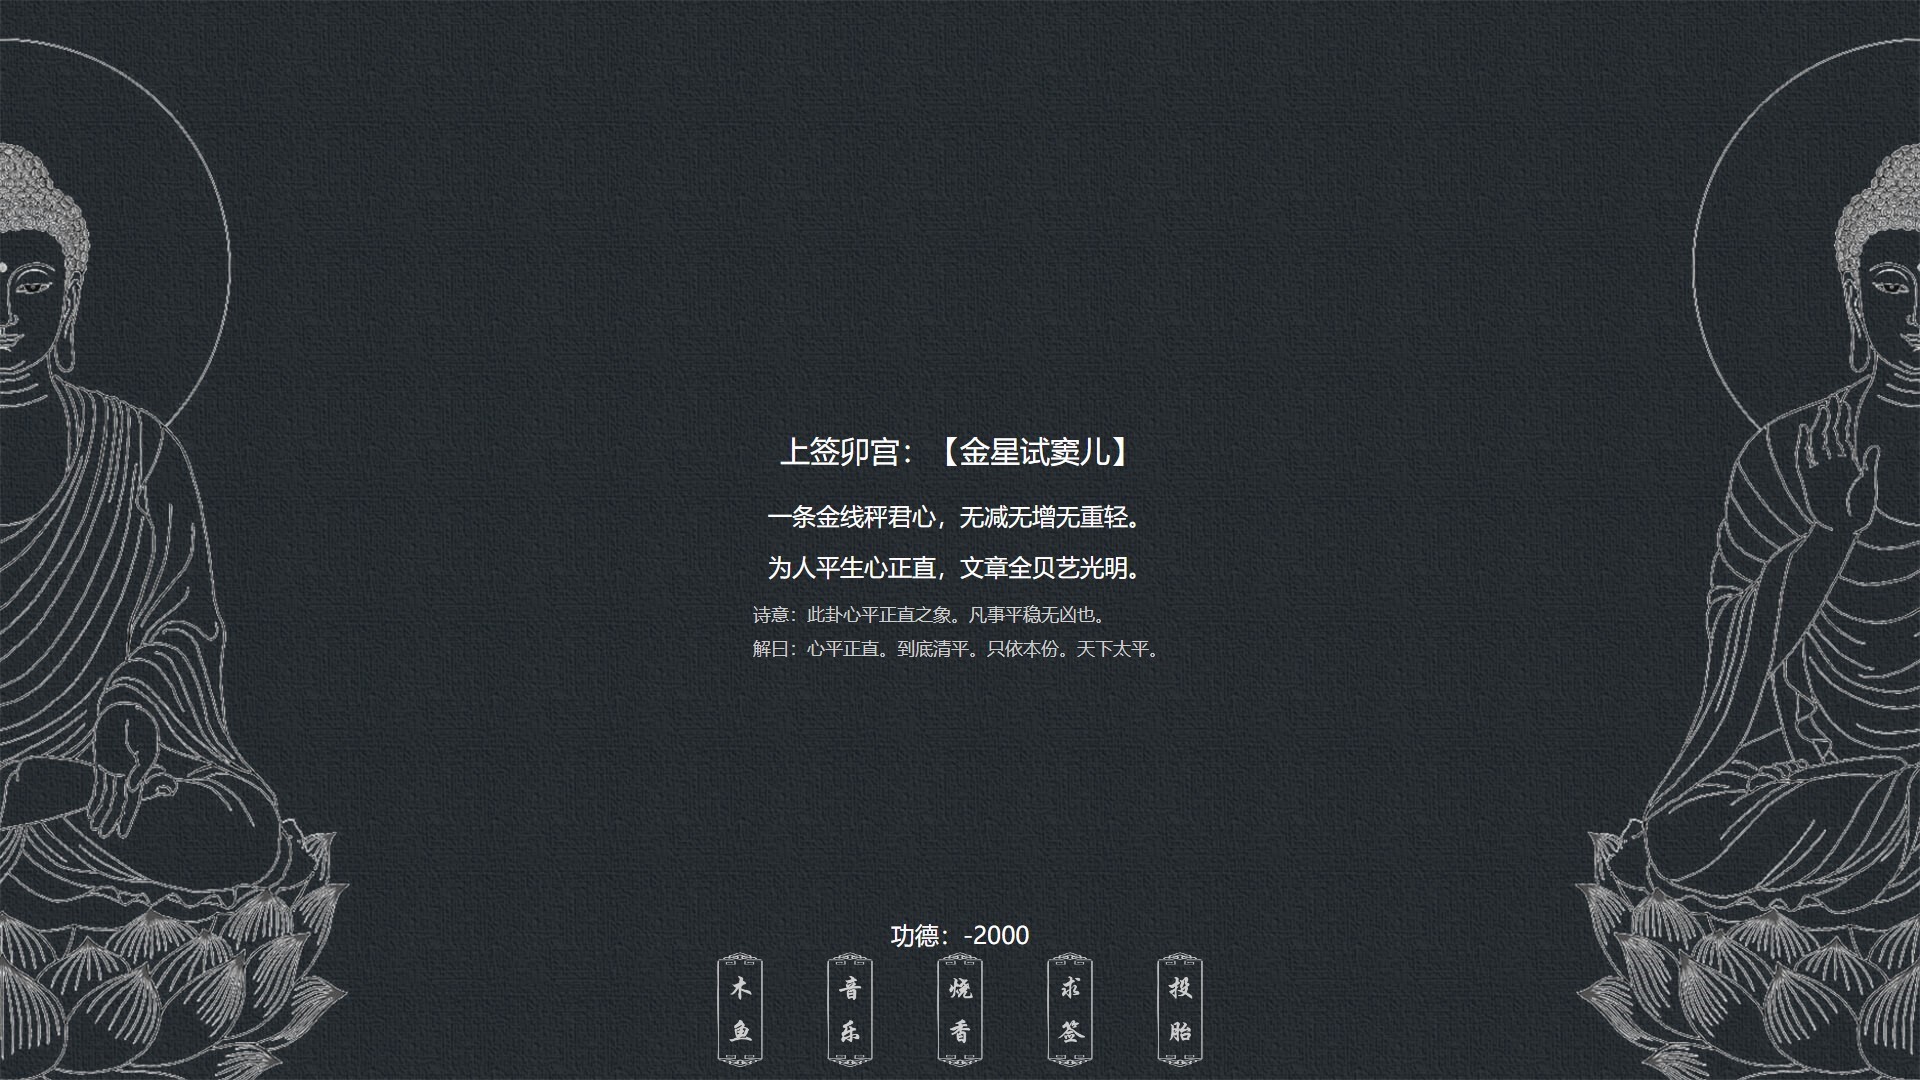 上签卯宫：【金星试窦儿】
一条金线秤君心，无减无增无重轻。
为人平生心正直，文章全贝艺光明。
诗意：此卦心平正直之象。凡事平稳无凶也。
解曰：心平正直。到底清平。只依本份。天下太平。
功德：-2000
木鱼
音乐
烧香
求签
投胎